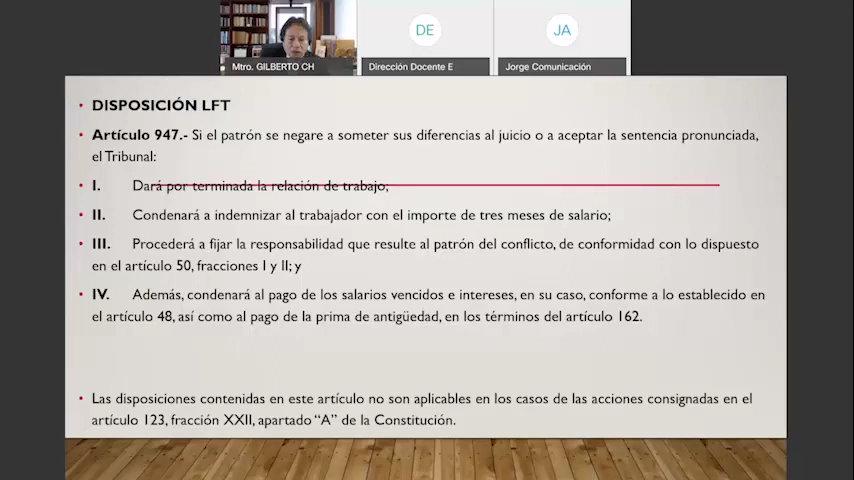 DE
JA
Mtro. GILBERTO CH
Dirección Docente E
Jorge Comunicación
• DISPOSICIÓN LFT
• Artículo 947.- Si el patrón se negare a someter sus diferencias al juicio o a aceptar la sentencia pronunciada,
el Tribunal:
• I. Dará por terminada la relación de trabajo;
• II. Condenará a indemnizar al trabajador con el importe de tres meses de salario;
• III. Procederá a fijar la responsabilidad que resulte al patrón del conflicto, de conformidad con lo dispuesto
en el artículo 50, fracciones I y II; y
• IV. Además, condenará al pago de los salarios vencidos e intereses, en su caso, conforme a lo establecido en
el artículo 48, así como al pago de la prima de antigüedad, en los términos del artículo 162.
• Las disposiciones contenidas en este artículo no son aplicables en los casos de las acciones consignadas en el
artículo 123, fracción XXII, apartado “A” de la Constitución.